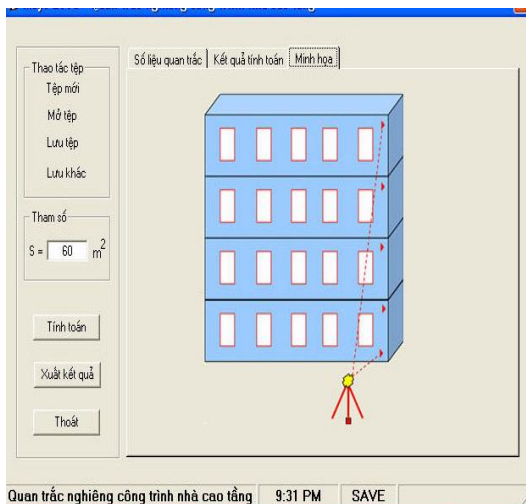 Số liệu quan trắc
Kết quả tính toán
Minh họa
Thao tác tệp
Tệp mới
Mở tệp
Lưu tệp
Lưu khác
Tham số
S = 60 m2
Tính toán
Xuất kết quả
Thoát
Quan trắc nghiêng công trình nhà cao tầng
9:31 PM
SAVE